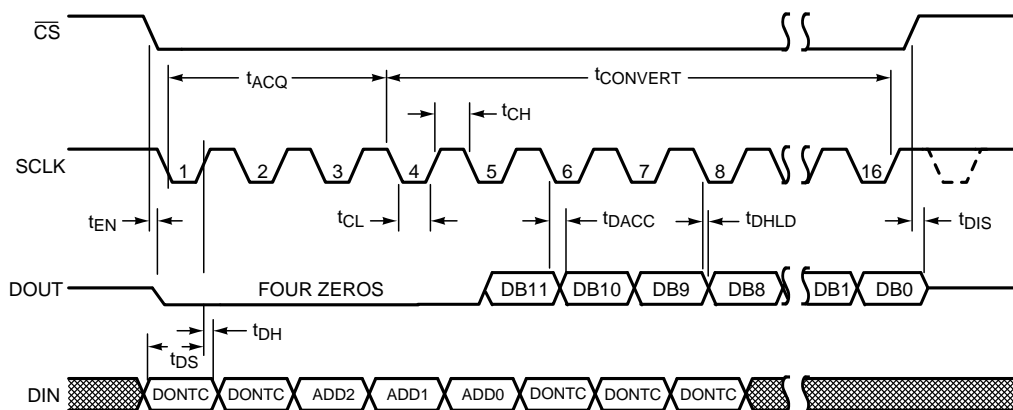 CS
tACQ
tCONVERT
tCH
SCLK
1 2 3 4 5 6 7 8 16
tEN
tCL
tDACC
tDHLD
tDIS
DOUT
FOUR ZEROS
DB11 DB10 DB9 DB8 DB1 DB0
tDH
tDS
DIN
DONTC DONTC ADD2 ADD1 ADD0 DONTC DONTC DONTC